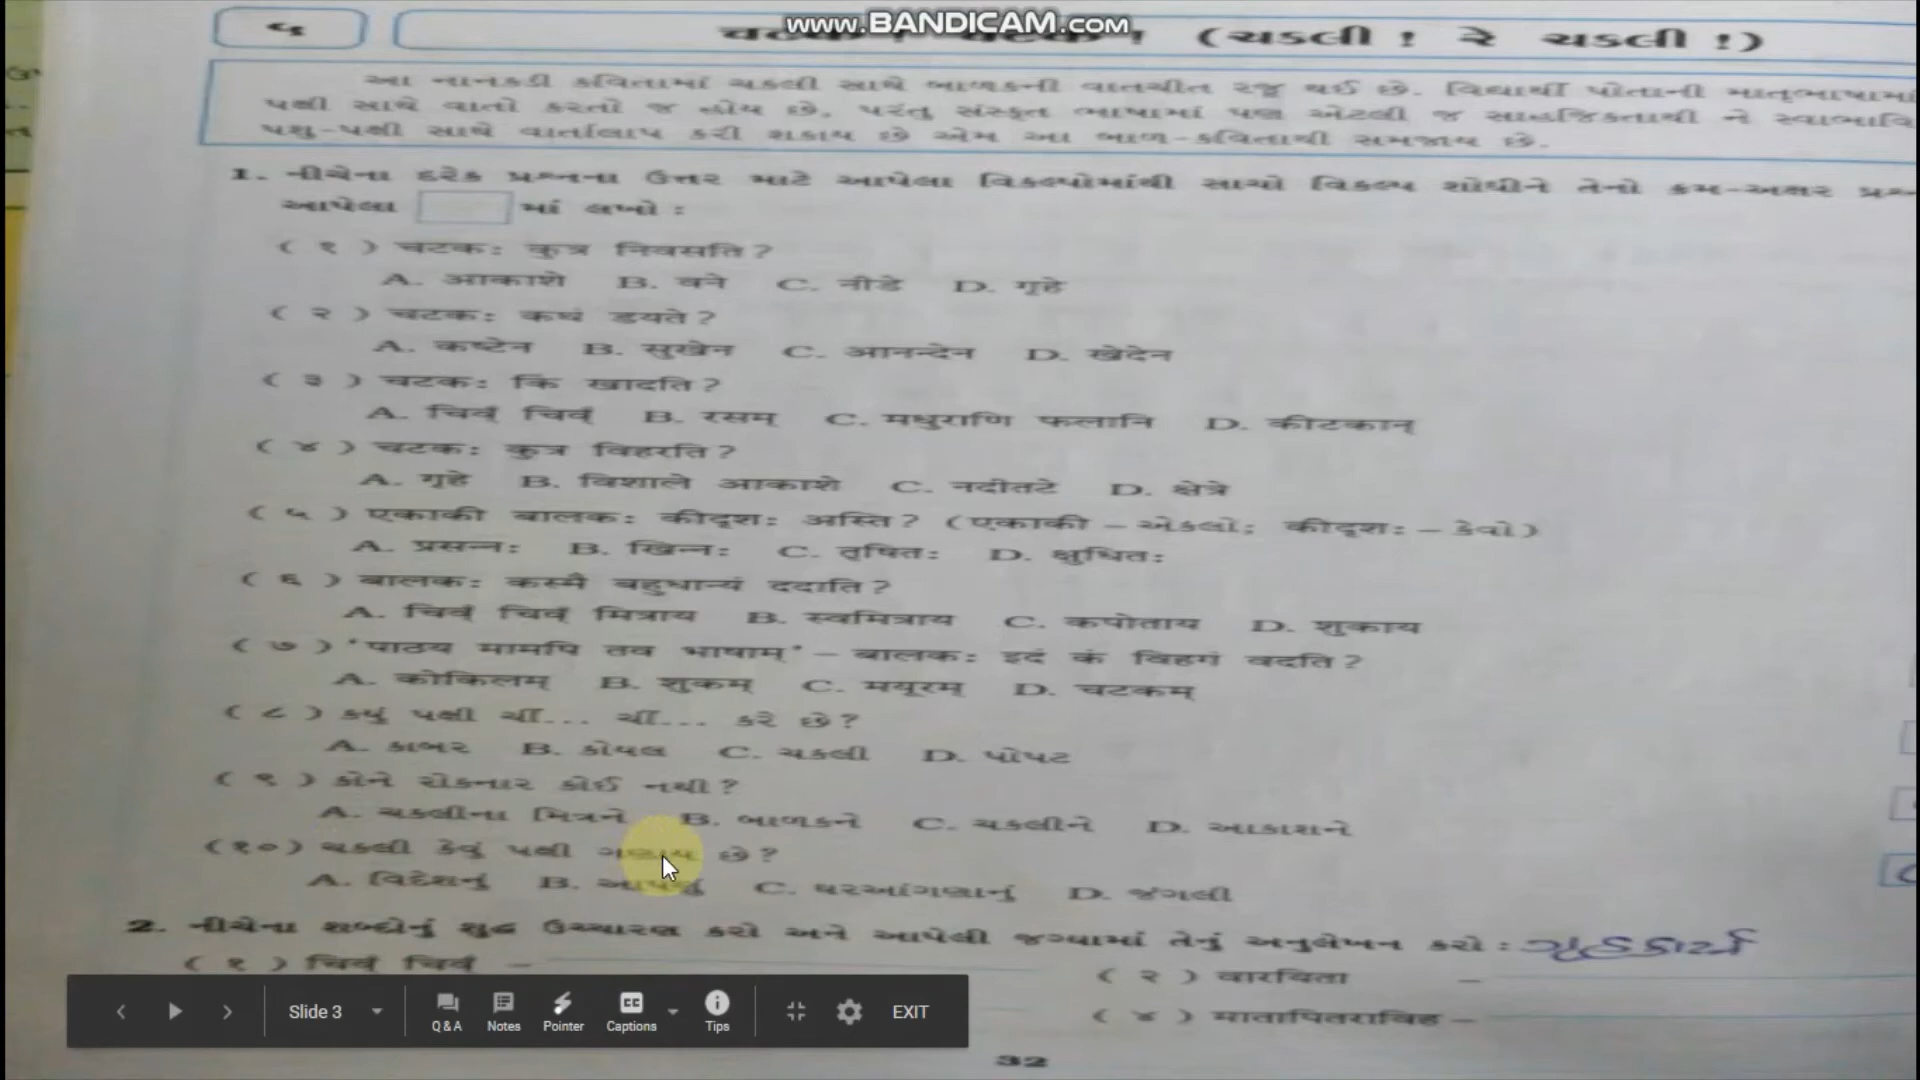 www.BANDICAM.com
૫ (ચકલી ! રે ચકલી !)
આ નાનકડી કવિતામાં ચકલી સાથે બાળકની વાતચીત રજૂ થઈ છે. વિદ્યાર્થી પોતાની માતૃભાષામાં
પક્ષી સાથે વાતો કરતો જ હોય છે, પરંતુ સંસ્કૃત ભાષામાં પણ એટલી જ સાહજિકતાથી ને
પશુ-પક્ષી સાથે વાર્તાલાપ કરી શકાય છે એમ આ બાળ-કવિતાથી સમજાય છે.
1. નીચેના દરેક પ્રશ્નના ઉત્તર માટે આપેલા વિકલ્પોમાંથી સાચો વિકલ્પ શોધીને તેનો ક્રમ-અક્ષર
આપેલા માં લખો :
( १ ) चटकः कुत्र निवसति ?
A. आकाशे B. वने C. नीडे D. गृहे
( २ ) चटकः कथं डयते ?
A. कष्टेन B. सुखेन C. आनन्देन D. खेदेन
( ३ ) चटकः किं खादति ?
A. चिव्ँ चिव्ँ B. रसम् C. मधुराणि फलानि D. कीटकान्
( ४ ) चटकः कुत्र विहरति ?
A. गृहे B. विशाले आकाशे C. नदीतटे D. क्षेत्रे
( ५ ) एकाकी बालकः कीदृशः अस्ति ? (एकाकी – એકલો; कीदृशः – કેવો)
A. प्रसन्नः B. खिन्नः C. तृषितः D. क्षुधितः
( ६ ) बालकः कस्मै बहुधान्यं ददाति ?
A. चिव्ँ चिव्ँ मित्राय B. स्वमित्राय C. कपोताय D. शुकाय
( ७ ) 'पाठय मामपि तव भाषाम्' – बालकः इदं कं विहगं वदति ?
A. कोकिलम् B. शुकम् C. मयूरम् D. चटकम्
( ८ ) કયું પક્ષી ચીં... ચીં... કરે છે ?
A. કાબર B. કોયલ C. ચકલી D. પોપટ
( ९ ) કોને રોકનાર કોઈ નથી ?
A. ચકલીના મિત્રને B. બાળકને C. ચકલીને D. આકાશને
(१०) ચકલી કેવું પક્ષી ગણાય છે ?
A. વિદેશનું B. C. ઘરઆંગણાનું D. જંગલી
2. નીચેના શબ્દોનું શુદ્ધ ઉચ્ચારણ કરો અને આપેલી જગ્યામાં તેનું અનુલેખન કરો : ગૃહકાર્ય
( १ ) चिव्ँ चिव्ँ –
( २ ) वारयिता –
( ४ ) मातापितराविह –
32
Slide 3
Q & A Notes Pointer Captions Tips EXIT